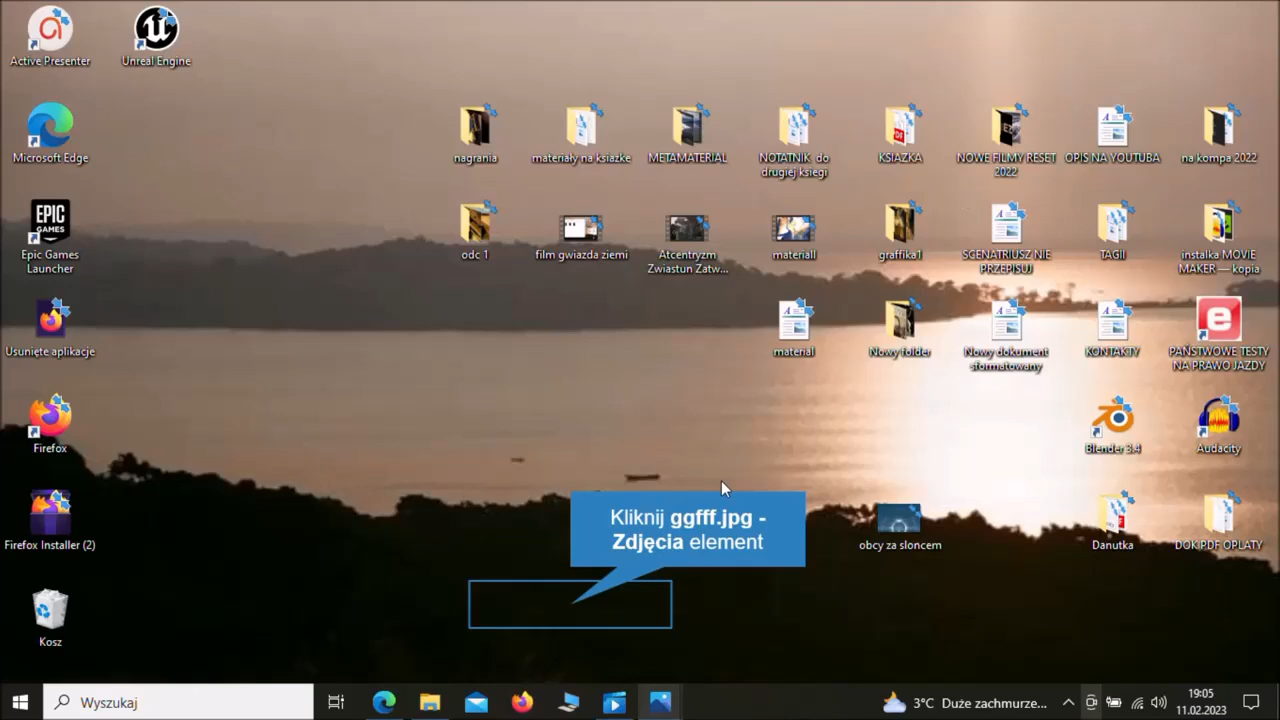 Active Presenter
Unreal Engine
Microsoft Edge
nagrania
materiały na ksiazke
METAMATERIAL
NOTATNIK do
drugiej ksiegi
KSIAZKA
NOWE FILMY RESET
2022
OPIS NA YOUTUBA
na kompa 2022
EPIC
GAMES
Epic Games
Launcher
odc 1
film gwiazda ziemi
Atcentryzm
Zwiastun Zatw...
materiall
graffika1
SCENATRIUSZ NIE
PRZEPISUJ
TAGII
instalka MOVIE
MAKER — kopia
Usunięte aplikacje
material
Nowy folder
Nowy dokument
sformatowany
KONTAKTY
PAŃSTWOWE TESTY
NA PRAWO JAZDY
Firefox
Blender 3.4
Audacity
Kliknij ggfff.jpg -
Zdjęcia element
Firefox Installer (2)
obcy za sloncem
Danutka
DOK PDF OPLATY
Kosz
Wyszukaj
3°C Duże zachmurze...
19:05
11.02.2023